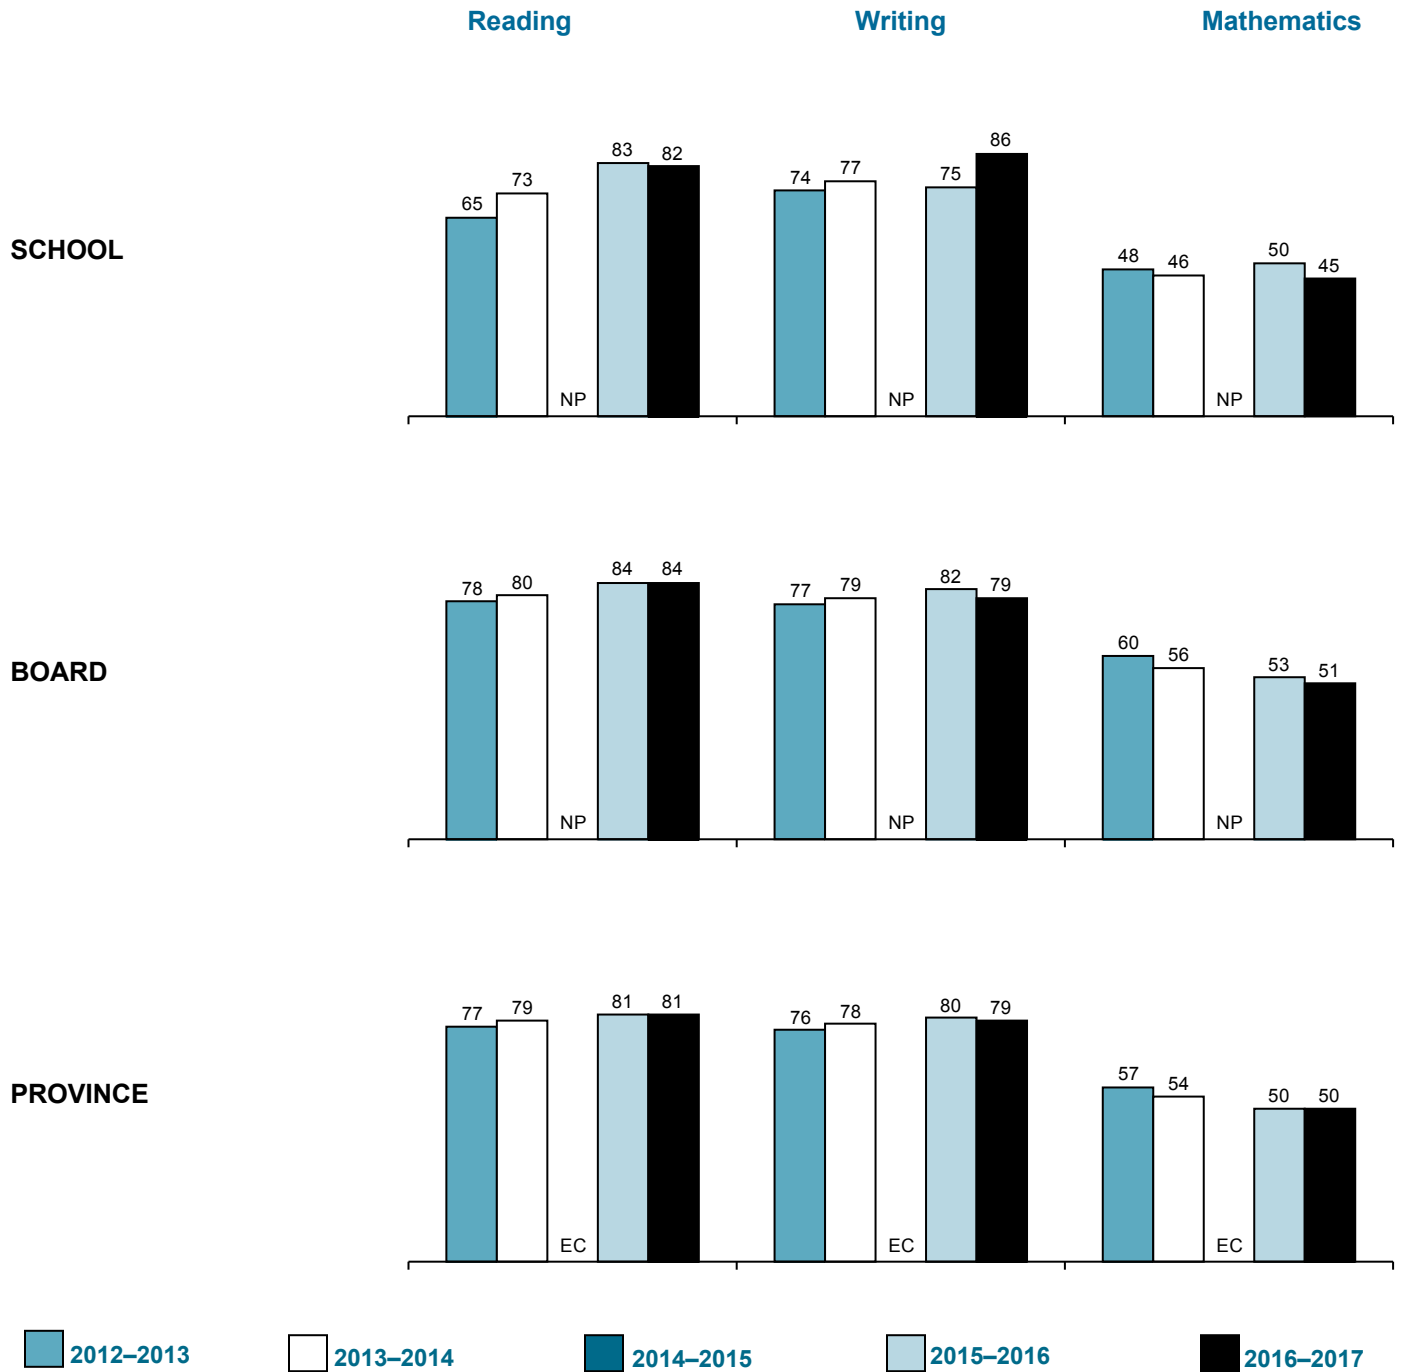 Reading Writing Mathematics
SCHOOL
65 73 NP 83 82 74 77 NP 75 86 48 46 NP 50 45
BOARD
78 80 NP 84 84 77 79 NP 82 79 60 56 NP 53 51
PROVINCE
77 79 EC 81 81 76 78 EC 80 79 57 54 EC 50 50
2012–2013 2013–2014 2014–2015 2015–2016 2016–2017